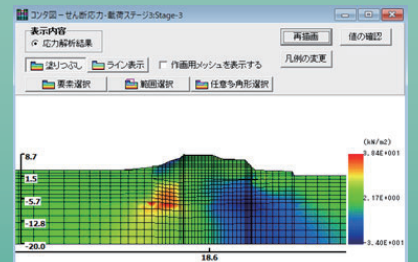 コンタ図-せん断応力-載荷ステージ3:Stage-3
表示内容
応力解析結果
再描画
値の確認
塗りつぶし
ライン表示
作画用メッシュを表示する
凡例の変更
要素選択
範囲選択
任意多角形選択
(kN/m2)
8.7
3.84E+001
1.5
-5.7
2.17E+000
-12.8
-20.0
-3.40E+001
18.6